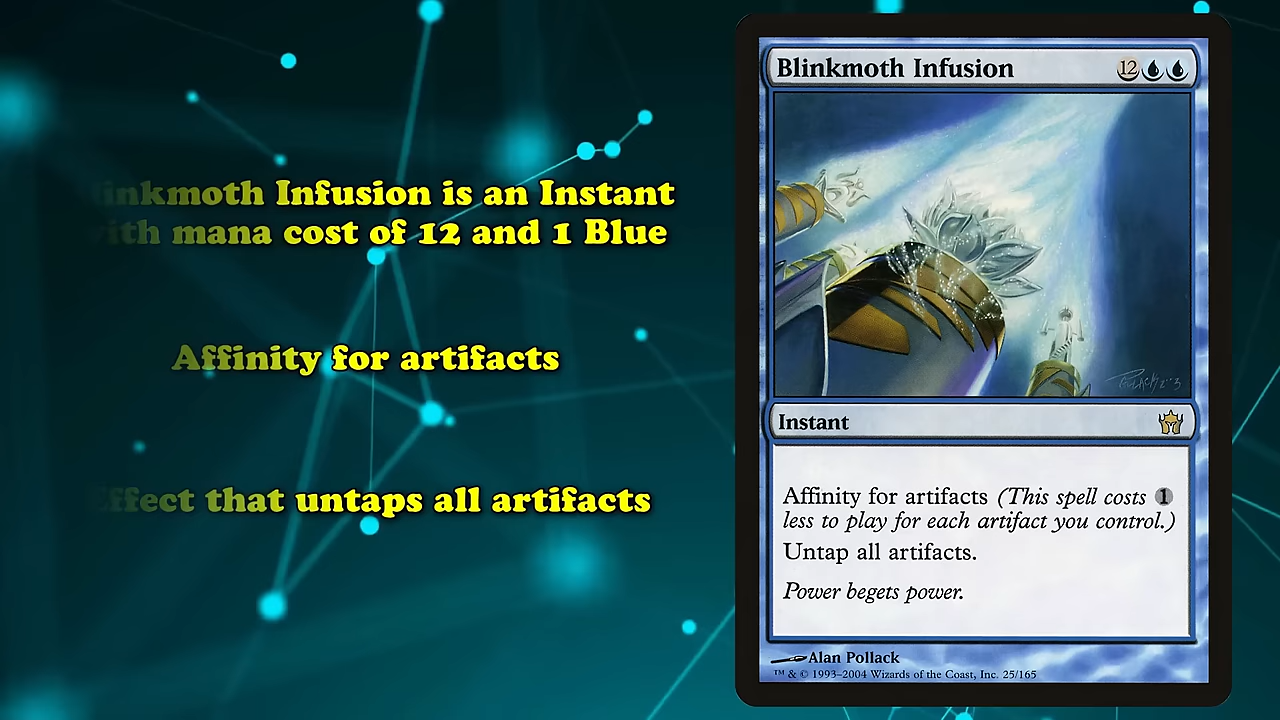 inkmoth Infusion is an Instant
ith mana cost of 12 and 1 Blue
Affinity for artifacts
Effect that untaps all artifacts
Blinkmoth Infusion 12
Instant
Affinity for artifacts (This spell costs 1
less to play for each artifact you control.)
Untap all artifacts.
Power begets power.
Alan Pollack
™ & © 1993–2004 Wizards of the Coast, Inc. 25/165